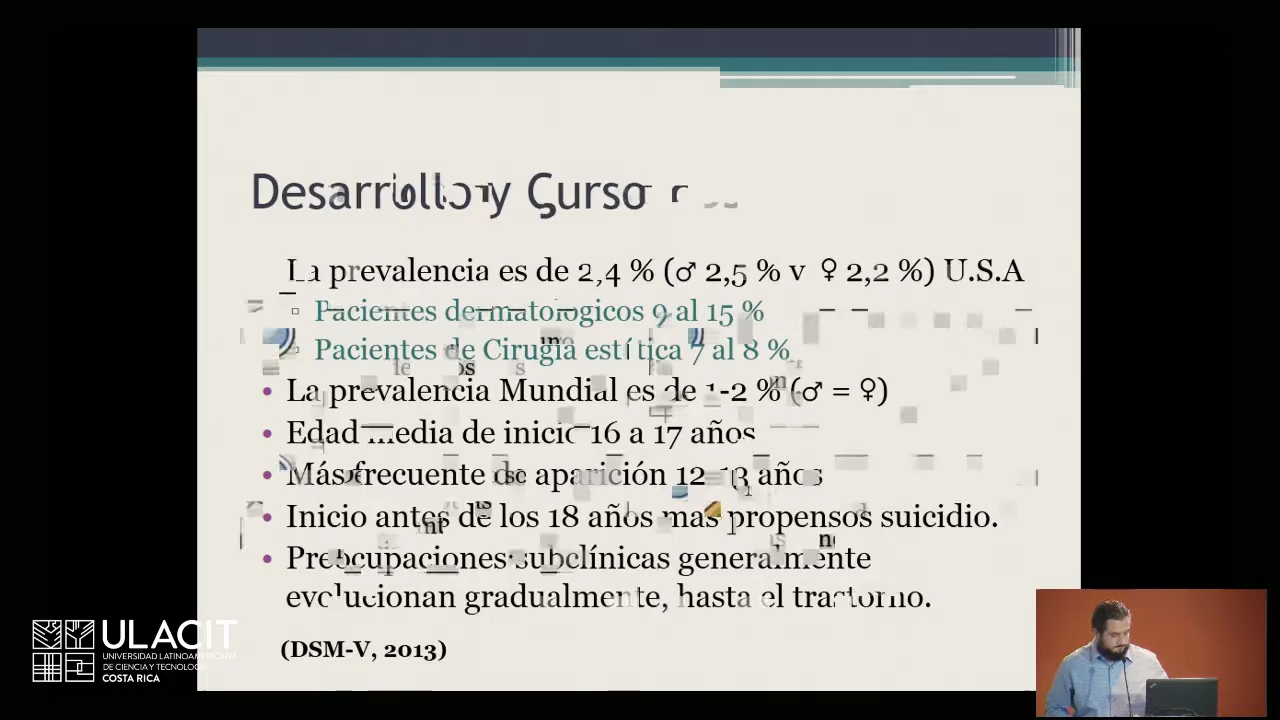 Desarrollo y Curso
La prevalencia es de 2,4 % (♂ 2,5 % v ♀ 2,2 %) U.S.A
Pacientes dermatologicos 9 al 15 %
Pacientes de Cirugía estética 7 al 8 %
La prevalencia Mundial es de 1-2 % (♂ = ♀)
Edad media de inicio 16 a 17 años
Más frecuente de aparición 12-13 años
Inicio antes de los 18 años mas propensos suicidio.
Preocupaciones subclínicas generalmente
evolucionan gradualmente, hasta el trastorno.
(DSM-V, 2013)
ULACIT
UNIVERSIDAD LATINOAMERICANA
DE CIENCIA Y TECNOLOGÍA
COSTA RICA